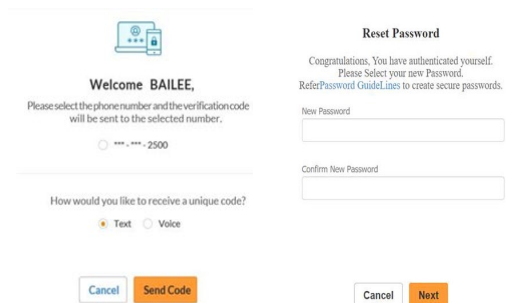 Welcome BAILEE,
Please select the phone number and the verification code
will be sent to the selected number.
*** - *** - 2500
How would you like to receive a unique code?
Text Voice
Cancel Send Code
Reset Password
Congratulations, You have authenticated yourself.
Please Select your new Password.
ReferPassword GuideLines to create secure passwords.
New Password
Confirm New Password
Cancel Next